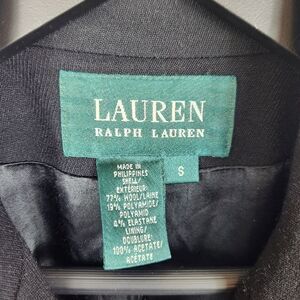 LAUREN
RALPH LAUREN
S
MADE IN
PHILIPPINES
SHELL/
EXTÉRIEUR:
77% WOOL/LAINE
19% POLYAMIDE/
POLYAMID
4% ELASTANE
LINING/
DOUBLURE:
100% ACETATE/
ACÉTATE